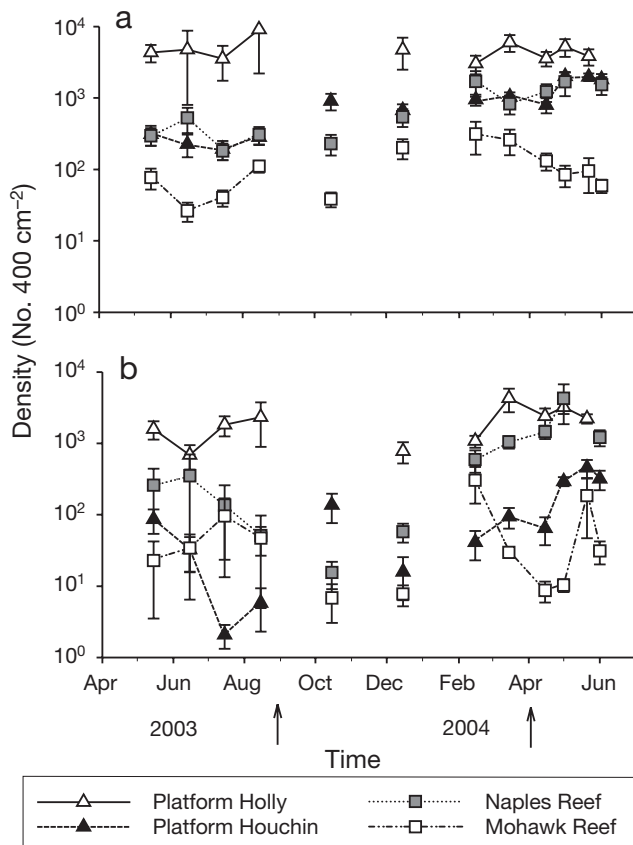 a
10⁴
10³
10²
10¹
10⁰
Density (No. 400 cm⁻²)
b
10⁴
10³
10²
10¹
10⁰
Apr Jun Aug Oct Dec Feb Apr Jun
2003 2004
Time
Platform Holly Naples Reef
Platform Houchin Mohawk Reef